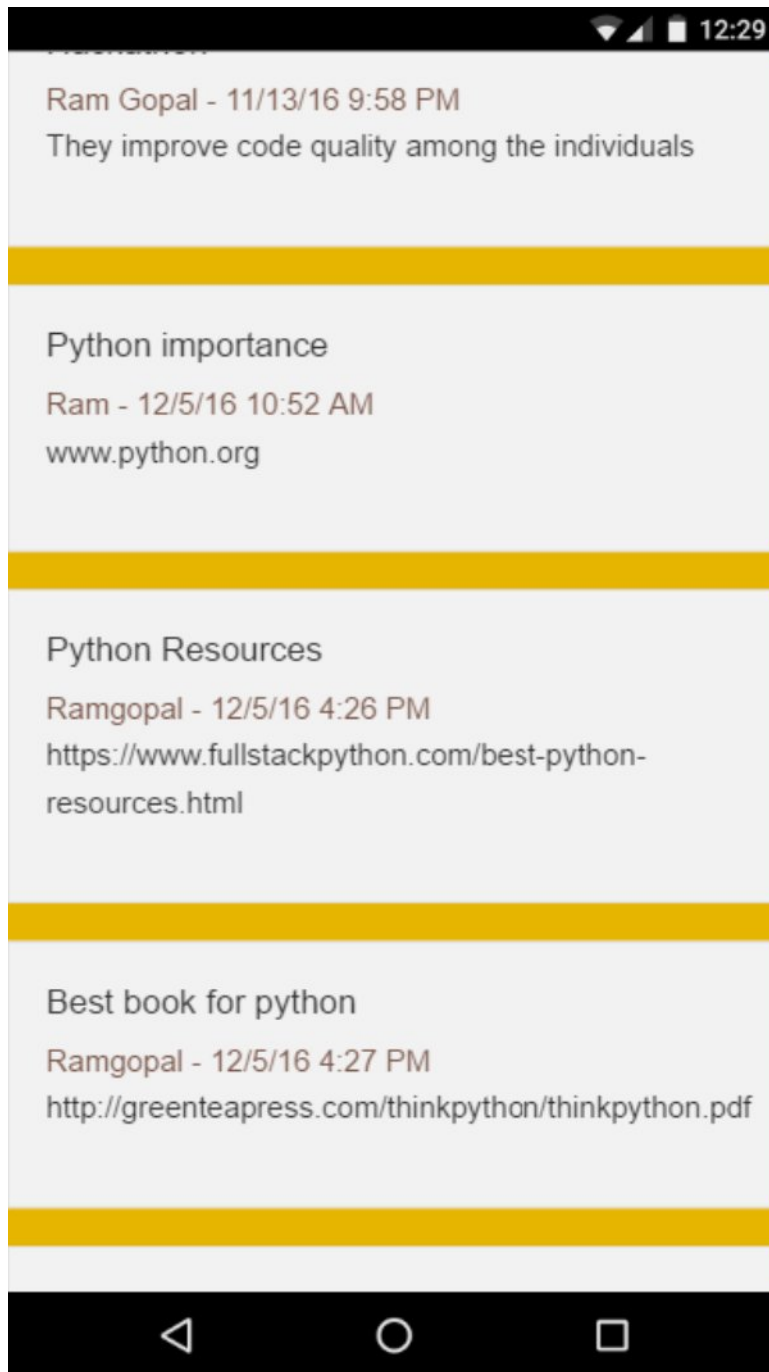 12:29
Ram Gopal - 11/13/16 9:58 PM
They improve code quality among the individuals
Python importance
Ram - 12/5/16 10:52 AM
www.python.org
Python Resources
Ramgopal - 12/5/16 4:26 PM
https://www.fullstackpython.com/best-python-
resources.html
Best book for python
Ramgopal - 12/5/16 4:27 PM
http://greenteapress.com/thinkpython/thinkpython.pdf